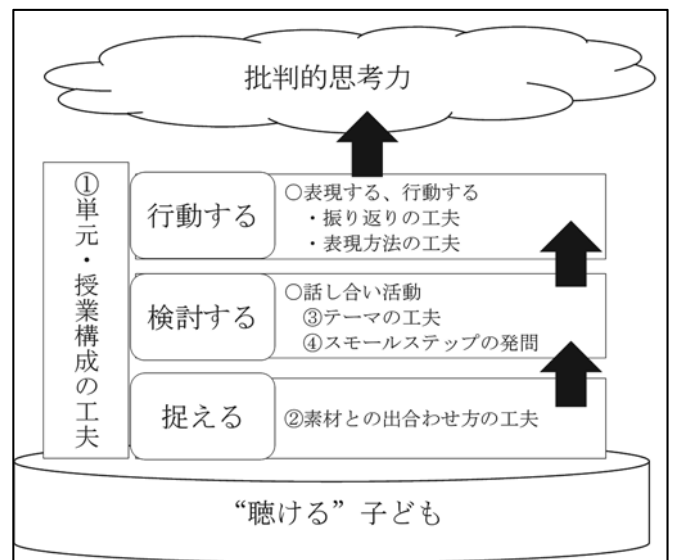 批判的思考力
①単元・授業構成の工夫
行動する
○表現する、行動する
・振り返りの工夫
・表現方法の工夫
検討する
○話し合い活動
③テーマの工夫
④スモールステップの発問
捉える
②素材との出合わせ方の工夫
“聴ける”子ども